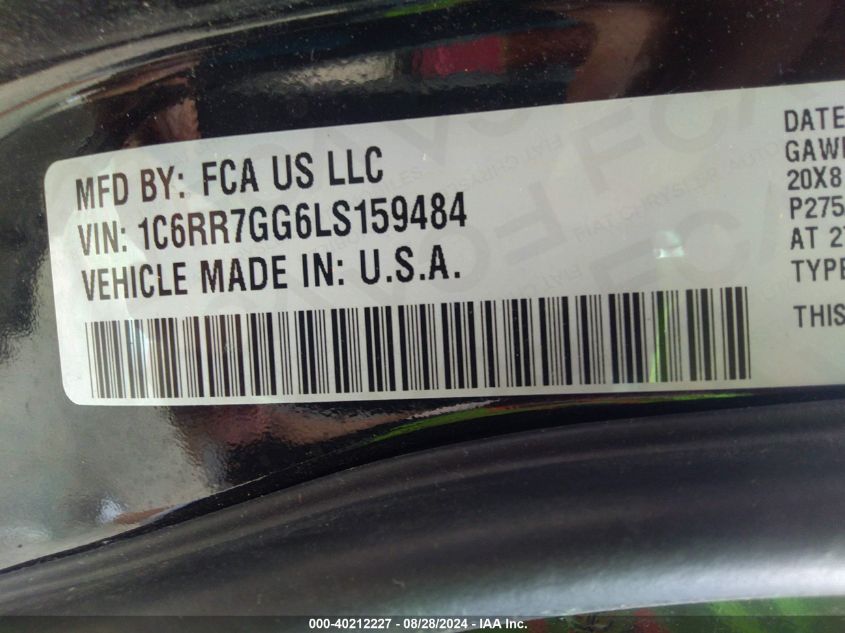 MFD BY: FCA US LLC
VIN: 1C6RR7GG6LS159484
VEHICLE MADE IN: U.S.A.
DATE
GAW
20X8
P275
AT 2
TYPE
THIS
000-40212227 - 08/28/2024 - IAA Inc.